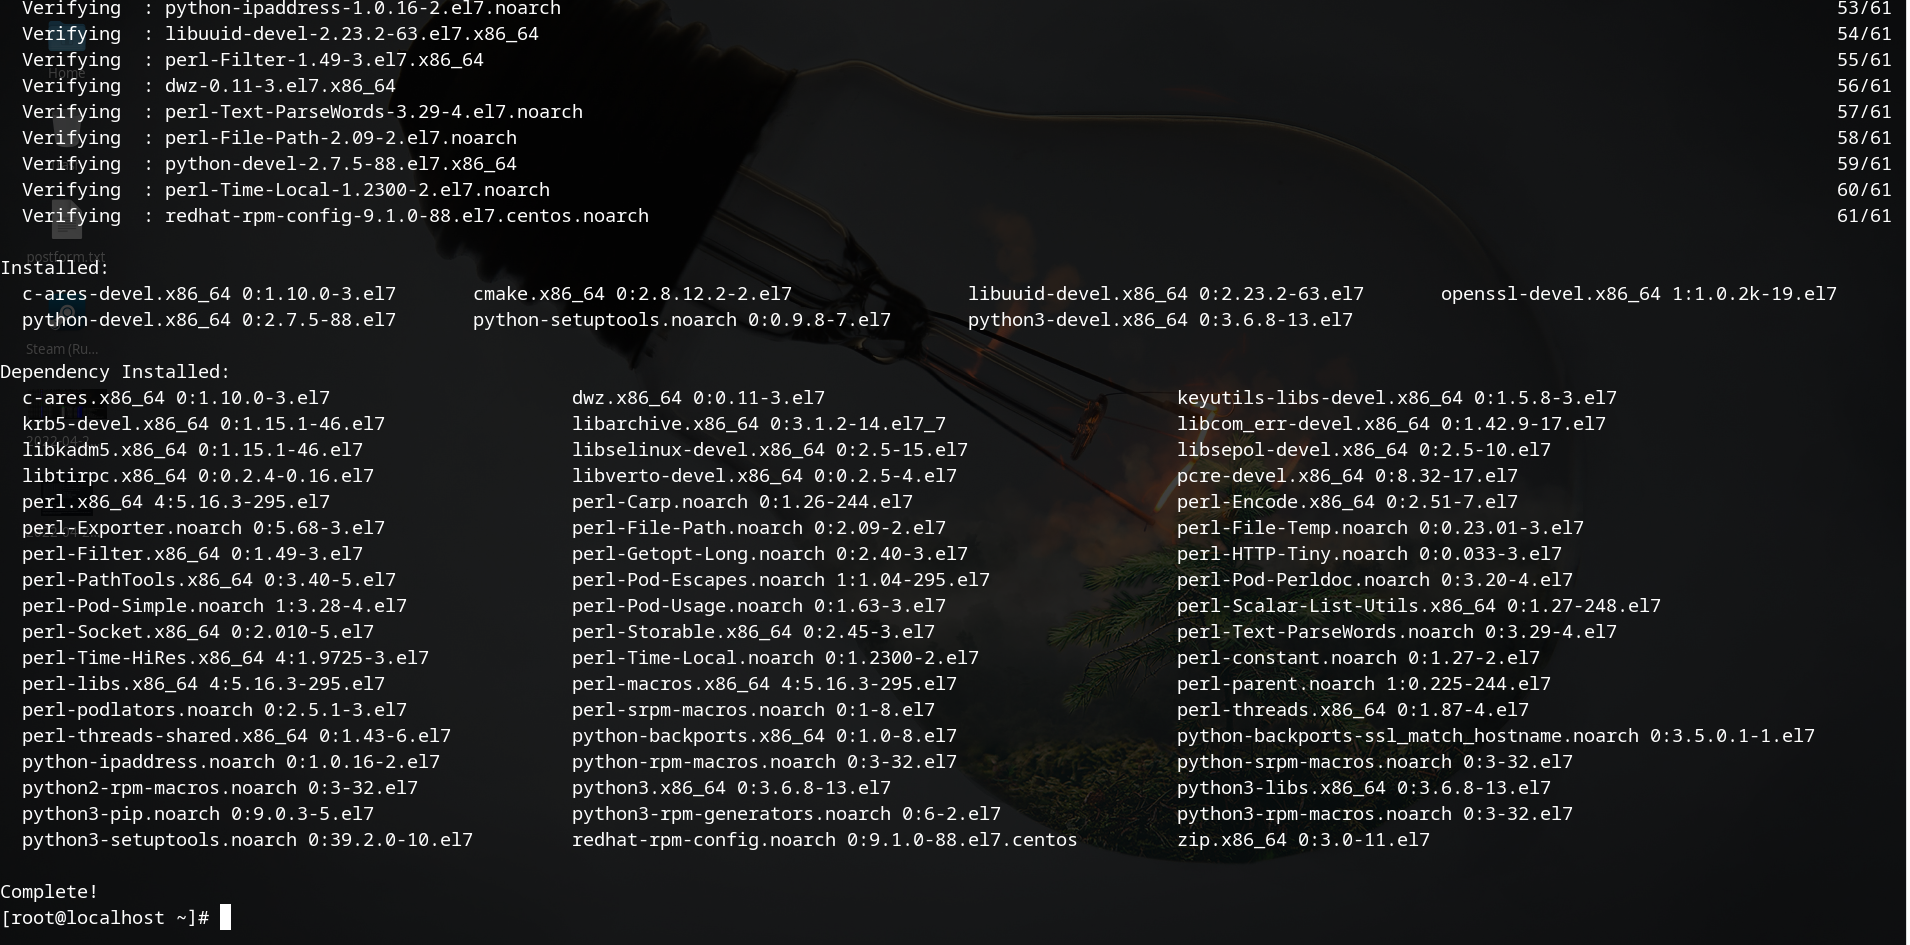 Verifying  : python-ipaddress-1.0.16-2.el7.noarch 53/61
Verifying  : libuuid-devel-2.23.2-63.el7.x86_64 54/61
Verifying  : perl-Filter-1.49-3.el7.x86_64 55/61
Home
Verifying  : dwz-0.11-3.el7.x86_64 56/61
Verifying  : perl-Text-ParseWords-3.29-4.el7.noarch 57/61
Verifying  : perl-File-Path-2.09-2.el7.noarch 58/61
Verifying  : python-devel-2.7.5-88.el7.x86_64 59/61
Verifying  : perl-Time-Local-1.2300-2.el7.noarch 60/61
Verifying  : redhat-rpm-config-9.1.0-88.el7.centos.noarch 61/61
postform.txt
Installed:
c-ares-devel.x86_64 0:1.10.0-3.el7 cmake.x86_64 0:2.8.12.2-2.el7 libuuid-devel.x86_64 0:2.23.2-63.el7 openssl-devel.x86_64 1:1.0.2k-19.el7
python-devel.x86_64 0:2.7.5-88.el7 python-setuptools.noarch 0:0.9.8-7.el7 python3-devel.x86_64 0:3.6.8-13.el7
Steam (Ru...
Dependency Installed:
c-ares.x86_64 0:1.10.0-3.el7 dwz.x86_64 0:0.11-3.el7 keyutils-libs-devel.x86_64 0:1.5.8-3.el7
krb5-devel.x86_64 0:1.15.1-46.el7 libarchive.x86_64 0:3.1.2-14.el7_7 libcom_err-devel.x86_64 0:1.42.9-17.el7
libkadm5.x86_64 0:1.15.1-46.el7 libselinux-devel.x86_64 0:2.5-15.el7 libsepol-devel.x86_64 0:2.5-10.el7
libtirpc.x86_64 0:0.2.4-0.16.el7 libverto-devel.x86_64 0:0.2.5-4.el7 pcre-devel.x86_64 0:8.32-17.el7
perl.x86_64 4:5.16.3-295.el7 perl-Carp.noarch 0:1.26-244.el7 perl-Encode.x86_64 0:2.51-7.el7
perl-Exporter.noarch 0:5.68-3.el7 perl-File-Path.noarch 0:2.09-2.el7 perl-File-Temp.noarch 0:0.23.01-3.el7
perl-Filter.x86_64 0:1.49-3.el7 perl-Getopt-Long.noarch 0:2.40-3.el7 perl-HTTP-Tiny.noarch 0:0.033-3.el7
perl-PathTools.x86_64 0:3.40-5.el7 perl-Pod-Escapes.noarch 1:1.04-295.el7 perl-Pod-Perldoc.noarch 0:3.20-4.el7
perl-Pod-Simple.noarch 1:3.28-4.el7 perl-Pod-Usage.noarch 0:1.63-3.el7 perl-Scalar-List-Utils.x86_64 0:1.27-248.el7
perl-Socket.x86_64 0:2.010-5.el7 perl-Storable.x86_64 0:2.45-3.el7 perl-Text-ParseWords.noarch 0:3.29-4.el7
perl-Time-HiRes.x86_64 4:1.9725-3.el7 perl-Time-Local.noarch 0:1.2300-2.el7 perl-constant.noarch 0:1.27-2.el7
perl-libs.x86_64 4:5.16.3-295.el7 perl-macros.x86_64 4:5.16.3-295.el7 perl-parent.noarch 1:0.225-244.el7
perl-podlators.noarch 0:2.5.1-3.el7 perl-srpm-macros.noarch 0:1-8.el7 perl-threads.x86_64 0:1.87-4.el7
perl-threads-shared.x86_64 0:1.43-6.el7 python-backports.x86_64 0:1.0-8.el7 python-backports-ssl_match_hostname.noarch 0:3.5.0.1-1.el7
python-ipaddress.noarch 0:1.0.16-2.el7 python-rpm-macros.noarch 0:3-32.el7 python-srpm-macros.noarch 0:3-32.el7
python2-rpm-macros.noarch 0:3-32.el7 python3.x86_64 0:3.6.8-13.el7 python3-libs.x86_64 0:3.6.8-13.el7
python3-pip.noarch 0:9.0.3-5.el7 python3-rpm-generators.noarch 0:6-2.el7 python3-rpm-macros.noarch 0:3-32.el7
python3-setuptools.noarch 0:39.2.0-10.el7 redhat-rpm-config.noarch 0:9.1.0-88.el7.centos zip.x86_64 0:3.0-11.el7
Complete!
[root@localhost ~]#